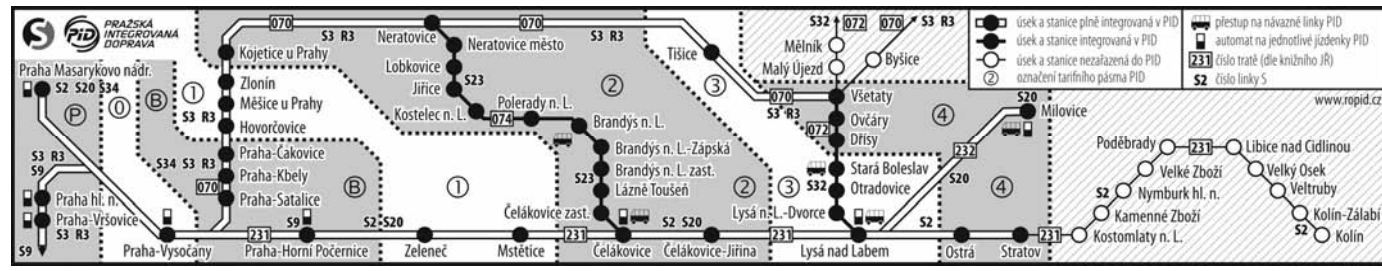 S PID PRAŽSKÁ
INTEGROVANÁ
DOPRAVA
Praha Masarykovo nádr.
S2 S20 S34
P
0
B
1
S3 R3
S9
Praha hl. n.
Praha-Vršovice
S3 R3
S9
Praha-Vysočany
070
S3 R3
Kojetice u Prahy
Zlonín
Měšice u Prahy
S3 R3
Hovorčovice
S34 S3 R3
Praha-Čakovice
Praha-Kbely
070
Praha-Satalice
B
231
S9
Praha-Horní Počernice
S2 S20
Zeleneč
1
Mstětice
231
Neratovice
070
S3 R3
Neratovice město
Lobkovice
S23
Jiřice
Kostelec n. L.
074
Polerady n. L.
2
Brandýs n. L.
Brandýs n. L.-Zápská
Brandýs n. L. zast.
S23
Lázně Toušeň
Čelákovice zast.
Čelákovice
S2 S20
Čelákovice-Jiřina
2
231
Tišice
3
S32
072
070
S3 R3
Mělník
Malý Újezd
Byšice
070
S3 R3
Všetaty
Ovčáry
072
Dřísy
4
Stará Boleslav
S32
Otradovice
3
Lysá n. L.-Dvorce
Lysá nad Labem
S2
232
S20
S20
Milovice
4
Ostrá
Stratov
231
Kostomlaty n. L.
Kamenné Zboží
S2
Nymburk hl. n.
Velké Zboží
Poděbrady
231
Libice nad Cidlinou
Velký Osek
Veltruby
Kolín-Zálabí
S2
Kolín
úsek a stanice plně integrovaná v PID
úsek a stanice integrovaná v PID
úsek a stanice nezařazená do PID
2 označení tarifního pásma PID
přestup na návazné linky PID
automat na jednotlivé jízdenky PID
231 číslo tratě (dle knižního JŘ)
S2 číslo linky S
www.ropid.cz